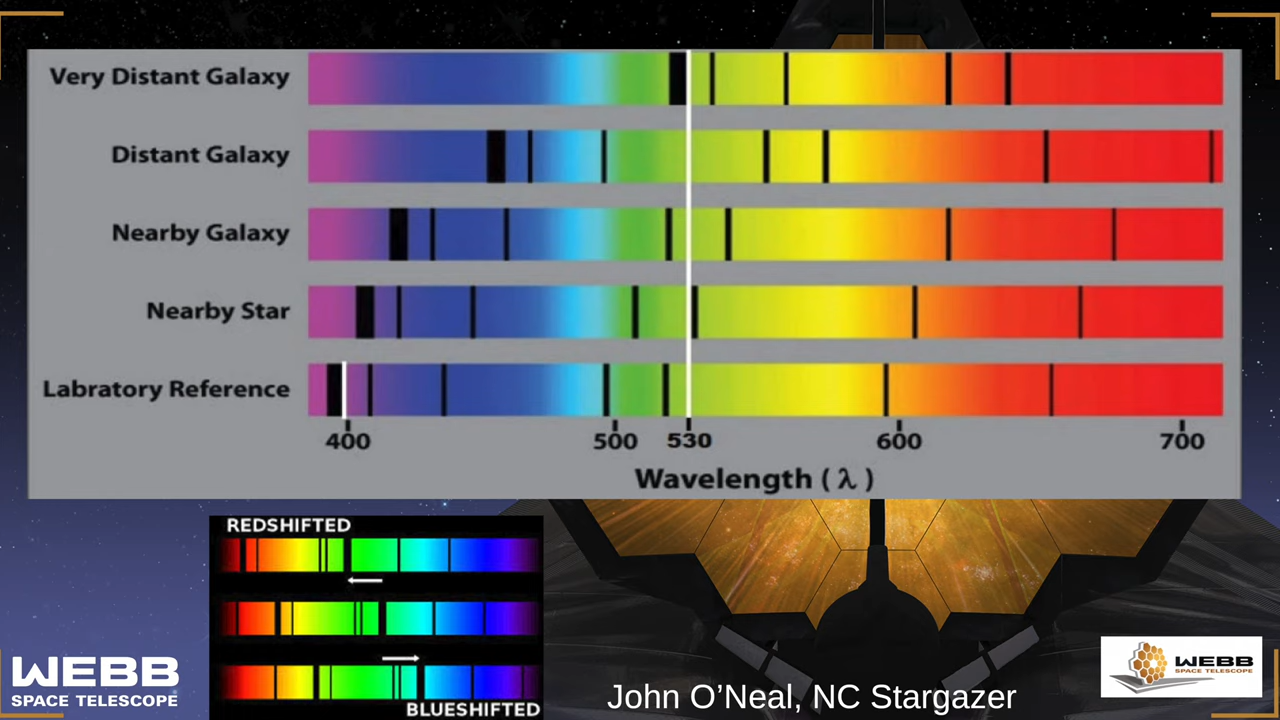 Very Distant Galaxy
Distant Galaxy
Nearby Galaxy
Nearby Star
Labratory Reference
400 500 530 600 700
Wavelength ( λ )
REDSHIFTED
BLUESHIFTED
WEBB
SPACE TELESCOPE
John O’Neal, NC Stargazer
WEBB
SPACE TELESCOPE